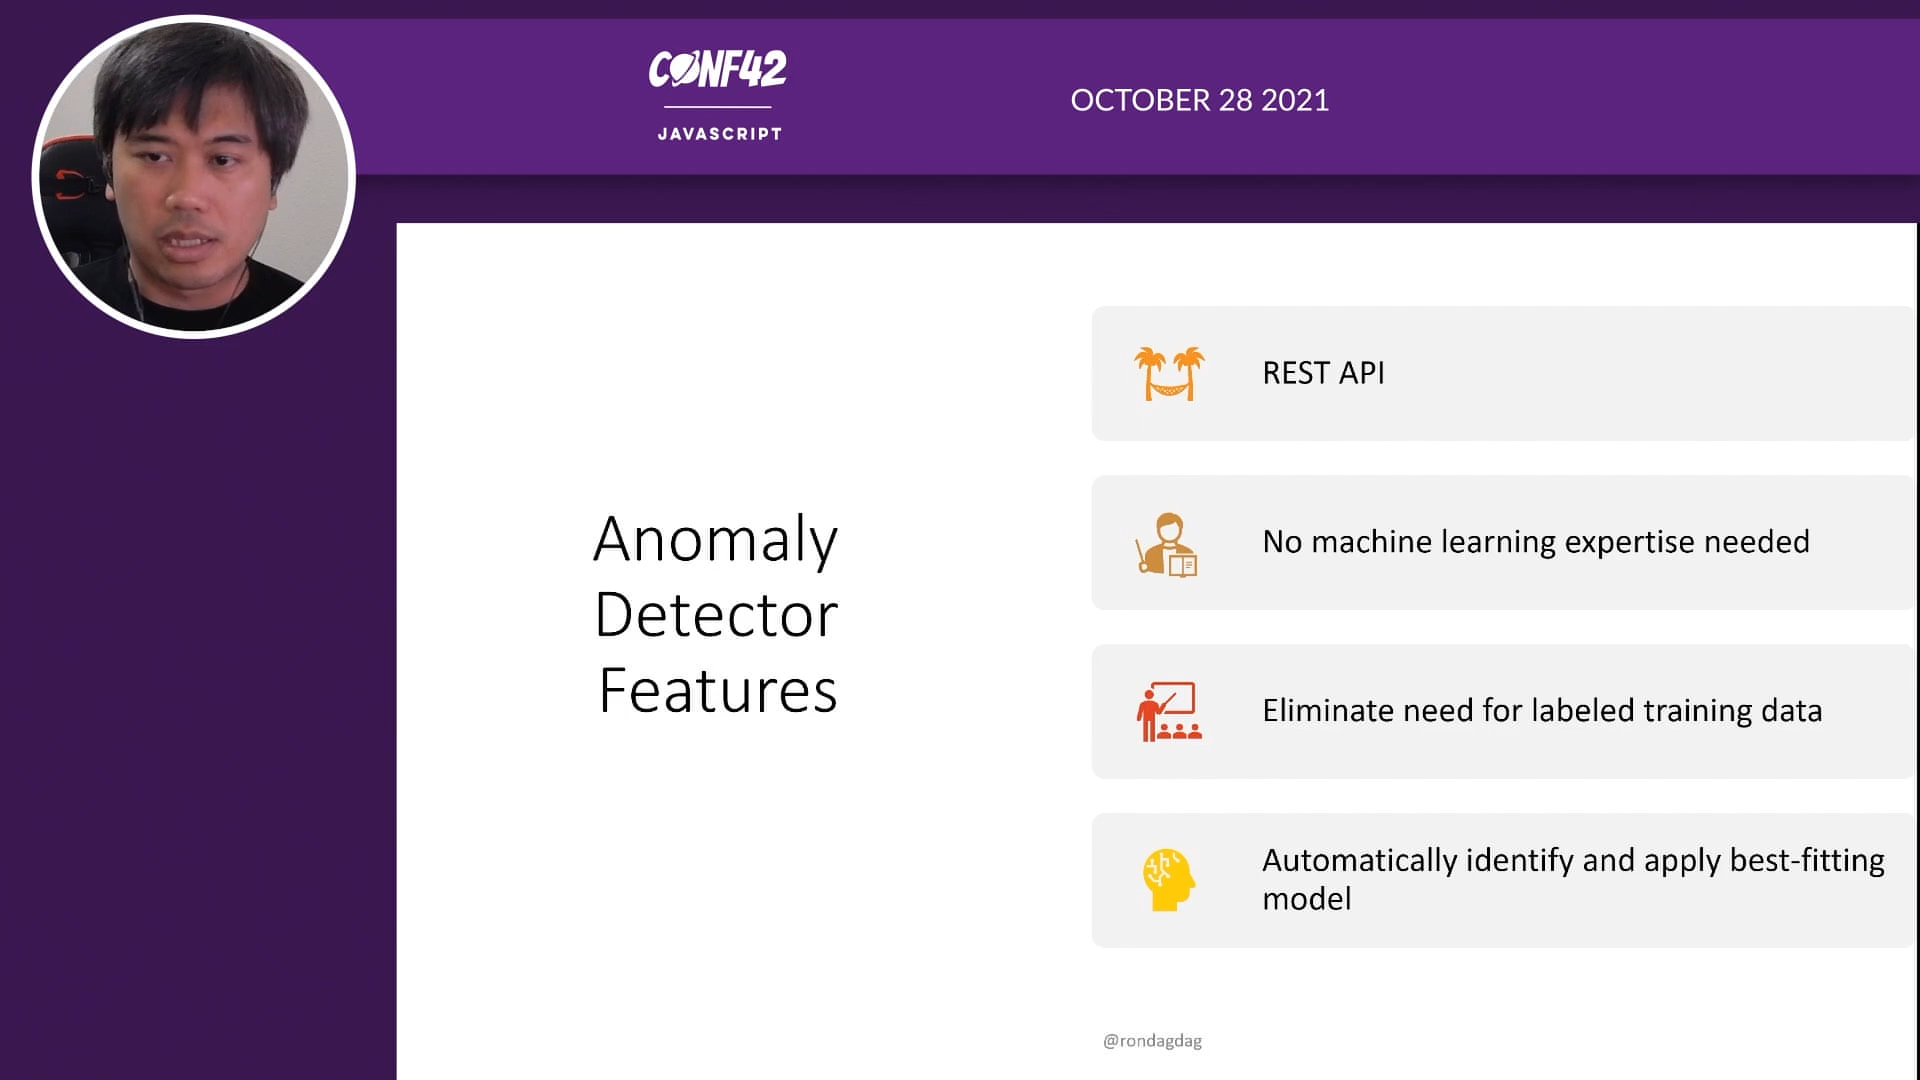 CONF42
JAVASCRIPT
OCTOBER 28 2021
Anomaly
Detector
Features
REST API
No machine learning expertise needed
Eliminate need for labeled training data
Automatically identify and apply best-fitting
model
@rondagdag